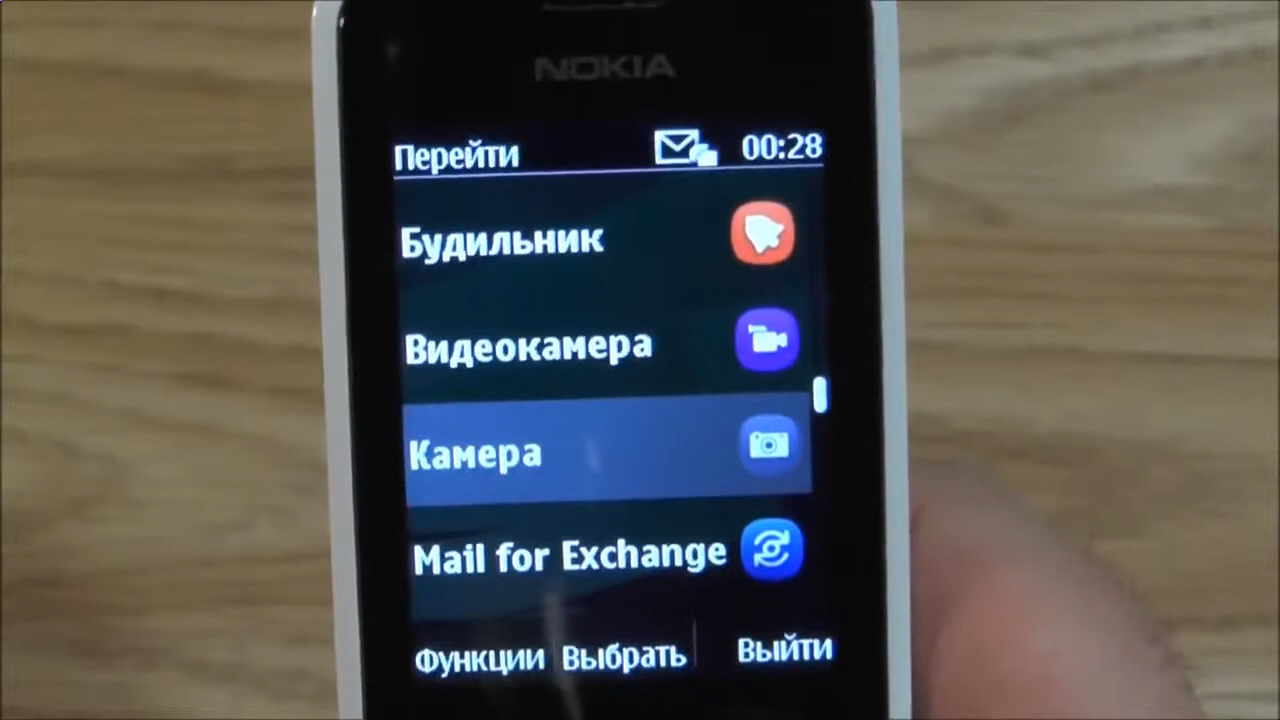 NOKIA
Перейти 00:28
Будильник
Видеокамера
Камера
Mail for Exchange
Функции Выбрать Выйти